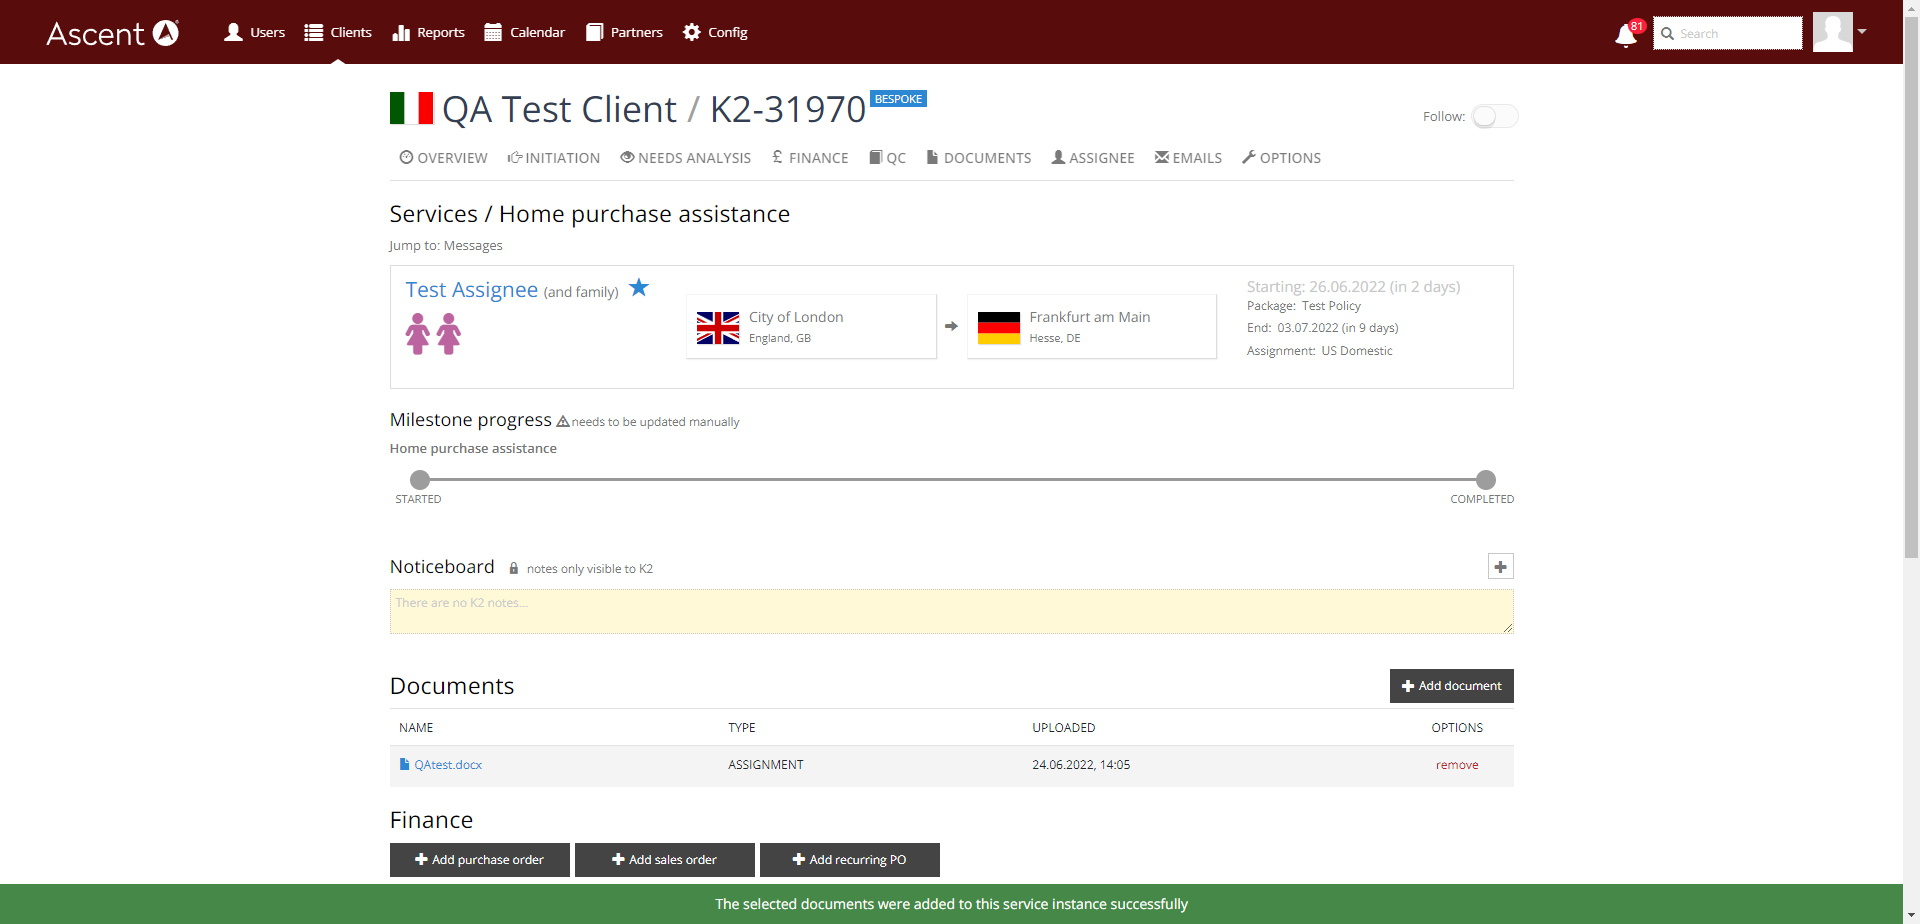 Ascent
Users Clients Reports Calendar Partners Config
81
Search
QA Test Client / K2-31970 BESPOKE
Follow:
OVERVIEW INITIATION NEEDS ANALYSIS £ FINANCE QC DOCUMENTS ASSIGNEE EMAILS OPTIONS
Services / Home purchase assistance
Jump to: Messages
Test Assignee (and family)
City of London
England, GB
Frankfurt am Main
Hesse, DE
Starting: 26.06.2022 (in 2 days)
Package: Test Policy
End: 03.07.2022 (in 9 days)
Assignment: US Domestic
Milestone progress needs to be updated manually
Home purchase assistance
STARTED COMPLETED
Noticeboard notes only visible to K2
There are no K2 notes...
Documents
Add document
NAME TYPE UPLOADED OPTIONS
QAtest.docx ASSIGNMENT 24.06.2022, 14:05 remove
Finance
Add purchase order Add sales order Add recurring PO
The selected documents were added to this service instance successfully